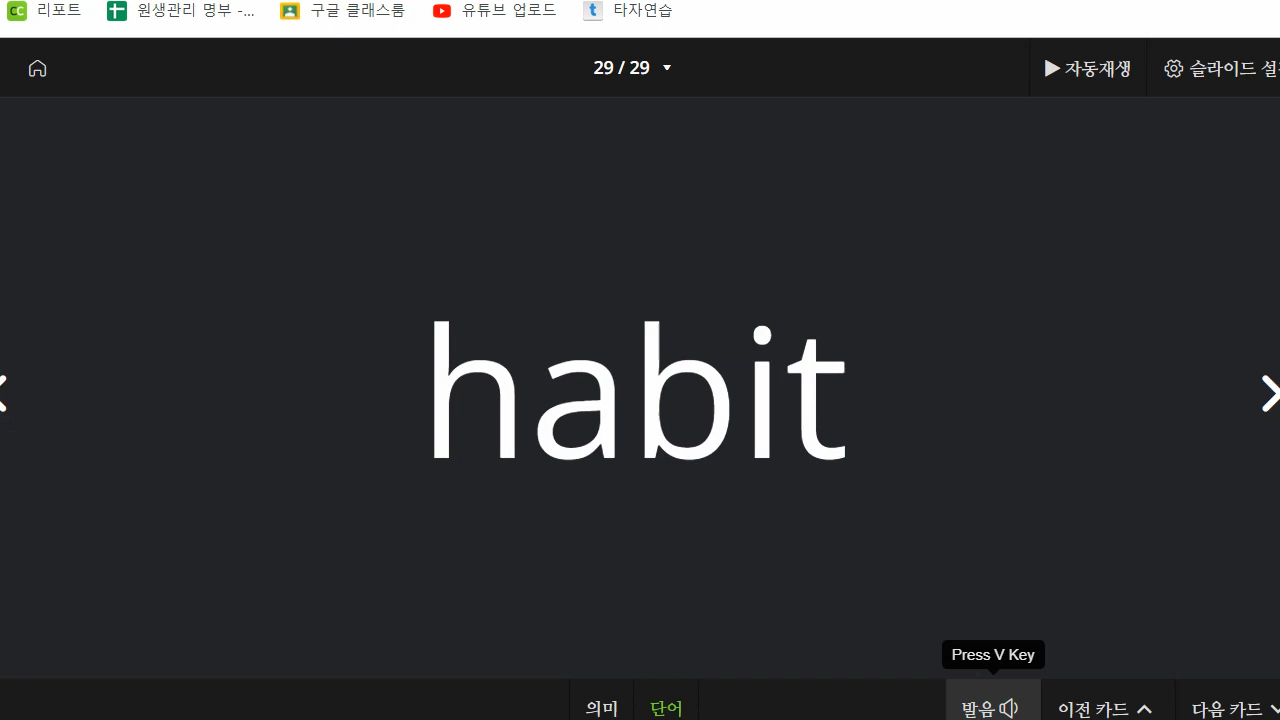 리포트 원생관리 명부 -... 구글 클래스룸 유튜브 업로드 t 타자연습
29 / 29 자동재생 슬라이드
habit
Press V Key
의미 단어 발음 이전 카드 다음 카드